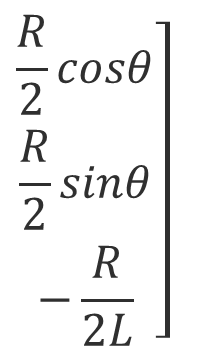 R/2 cosθ
R/2 sinθ
− R/2L ]